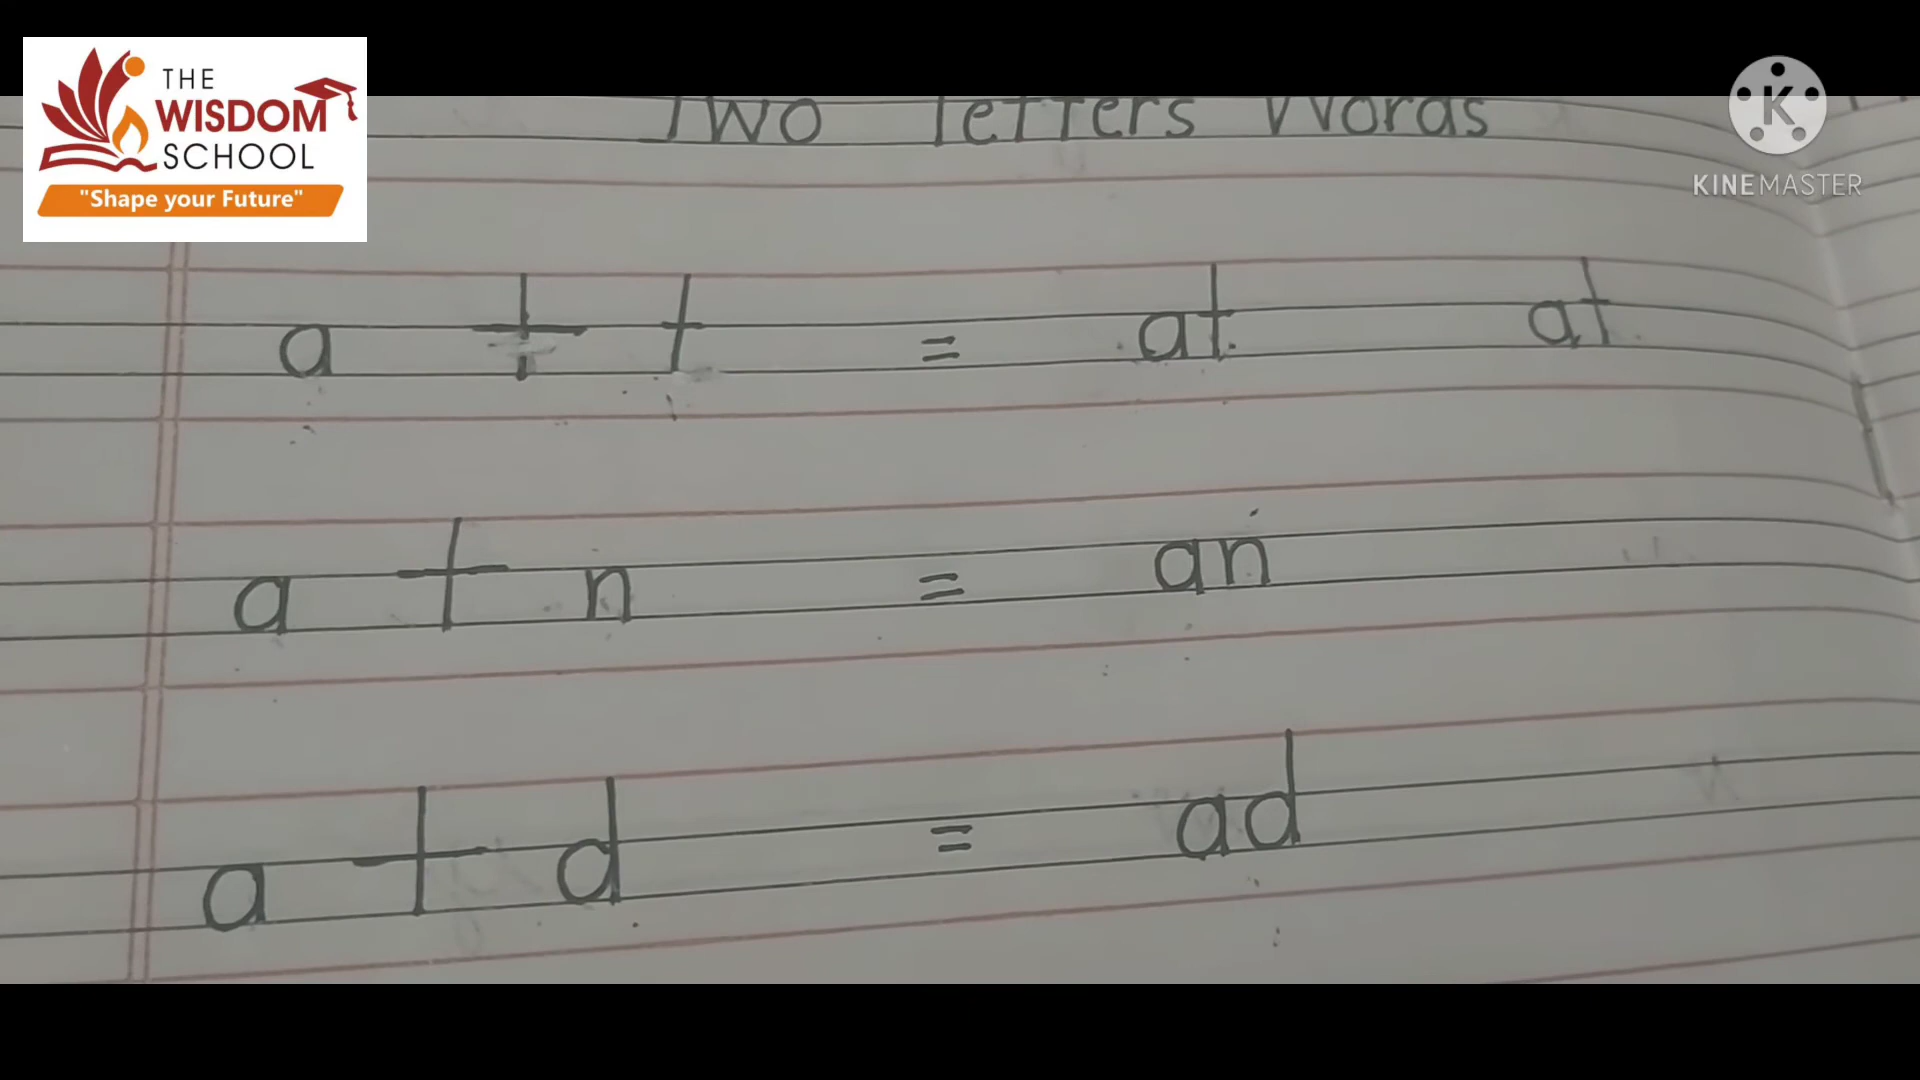 THE
WISDOM
SCHOOL
"Shape your Future"
KINEMASTER
Two letters Words
a + t = at at
a + n = an
a + d = ad